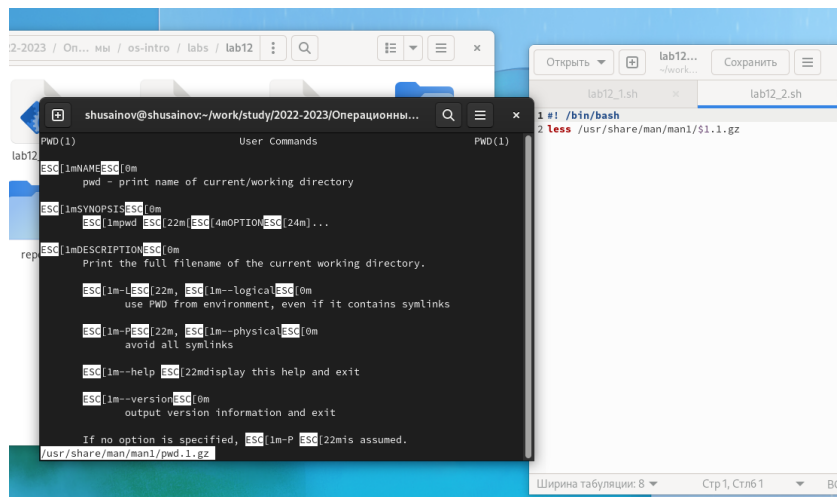 22-2023 / Оп... мы / os-intro / labs / lab12
Открыть
lab12...
~/work...
Сохранить
lab12_1.sh
lab12_2.sh
1 #! /bin/bash
2 less /usr/share/man/man1/$1.1.gz
lab12_
rep
shusainov@shusainov:~/work/study/2022-2023/Операционны...
PWD(1) User Commands PWD(1)
ESC[1mNAMEESC[0m
pwd - print name of current/working directory
ESC[1mSYNOPSISESC[0m
ESC[1mpwd ESC[22m[ESC[4mOPTIONESC[24m]...
ESC[1mDESCRIPTIONESC[0m
Print the full filename of the current working directory.
ESC[1m-LESC[22m, ESC[1m--logicalESC[0m
use PWD from environment, even if it contains symlinks
ESC[1m-PESC[22m, ESC[1m--physicalESC[0m
avoid all symlinks
ESC[1m--help ESC[22mdisplay this help and exit
ESC[1m--versionESC[0m
output version information and exit
If no option is specified, ESC[1m-P ESC[22mis assumed.
/usr/share/man/man1/pwd.1.gz
Ширина табуляции: 8
Стр 1, Стлб 1